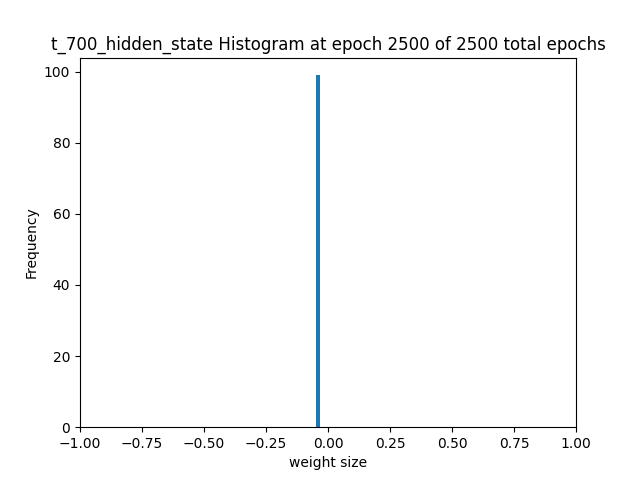 t_700_hidden_state Histogram at epoch 2500 of 2500 total epochs
100
80
60
40
20
0
Frequency
−1.00 −0.75 −0.50 −0.25 0.00 0.25 0.50 0.75 1.00
weight size